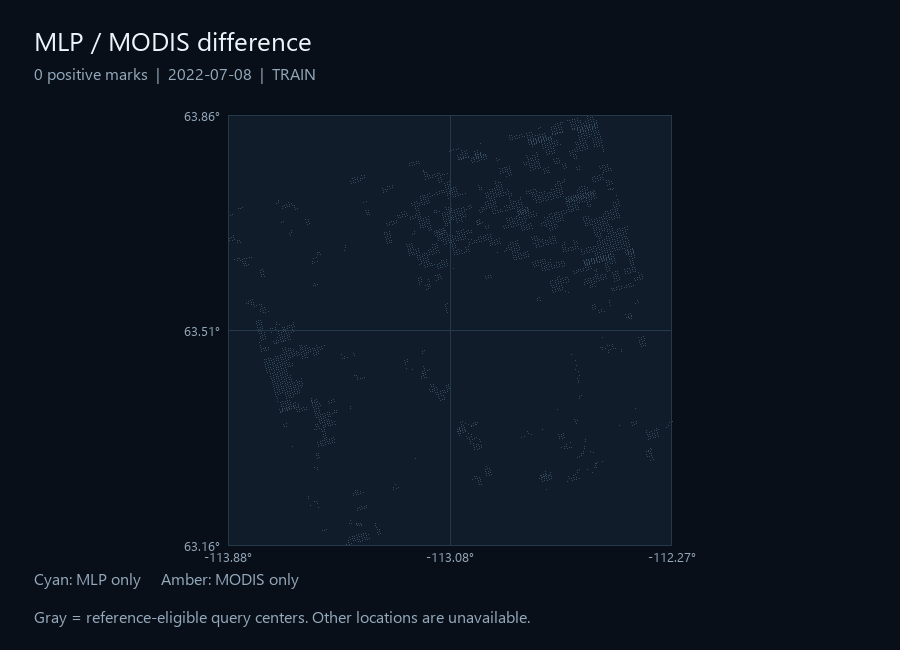 MLP / MODIS difference
0 positive marks | 2022-07-08 | TRAIN
63.86°
63.51°
63.16°
-113.88° -113.08° -112.27°
Cyan: MLP only Amber: MODIS only
Gray = reference-eligible query centers. Other locations are unavailable.